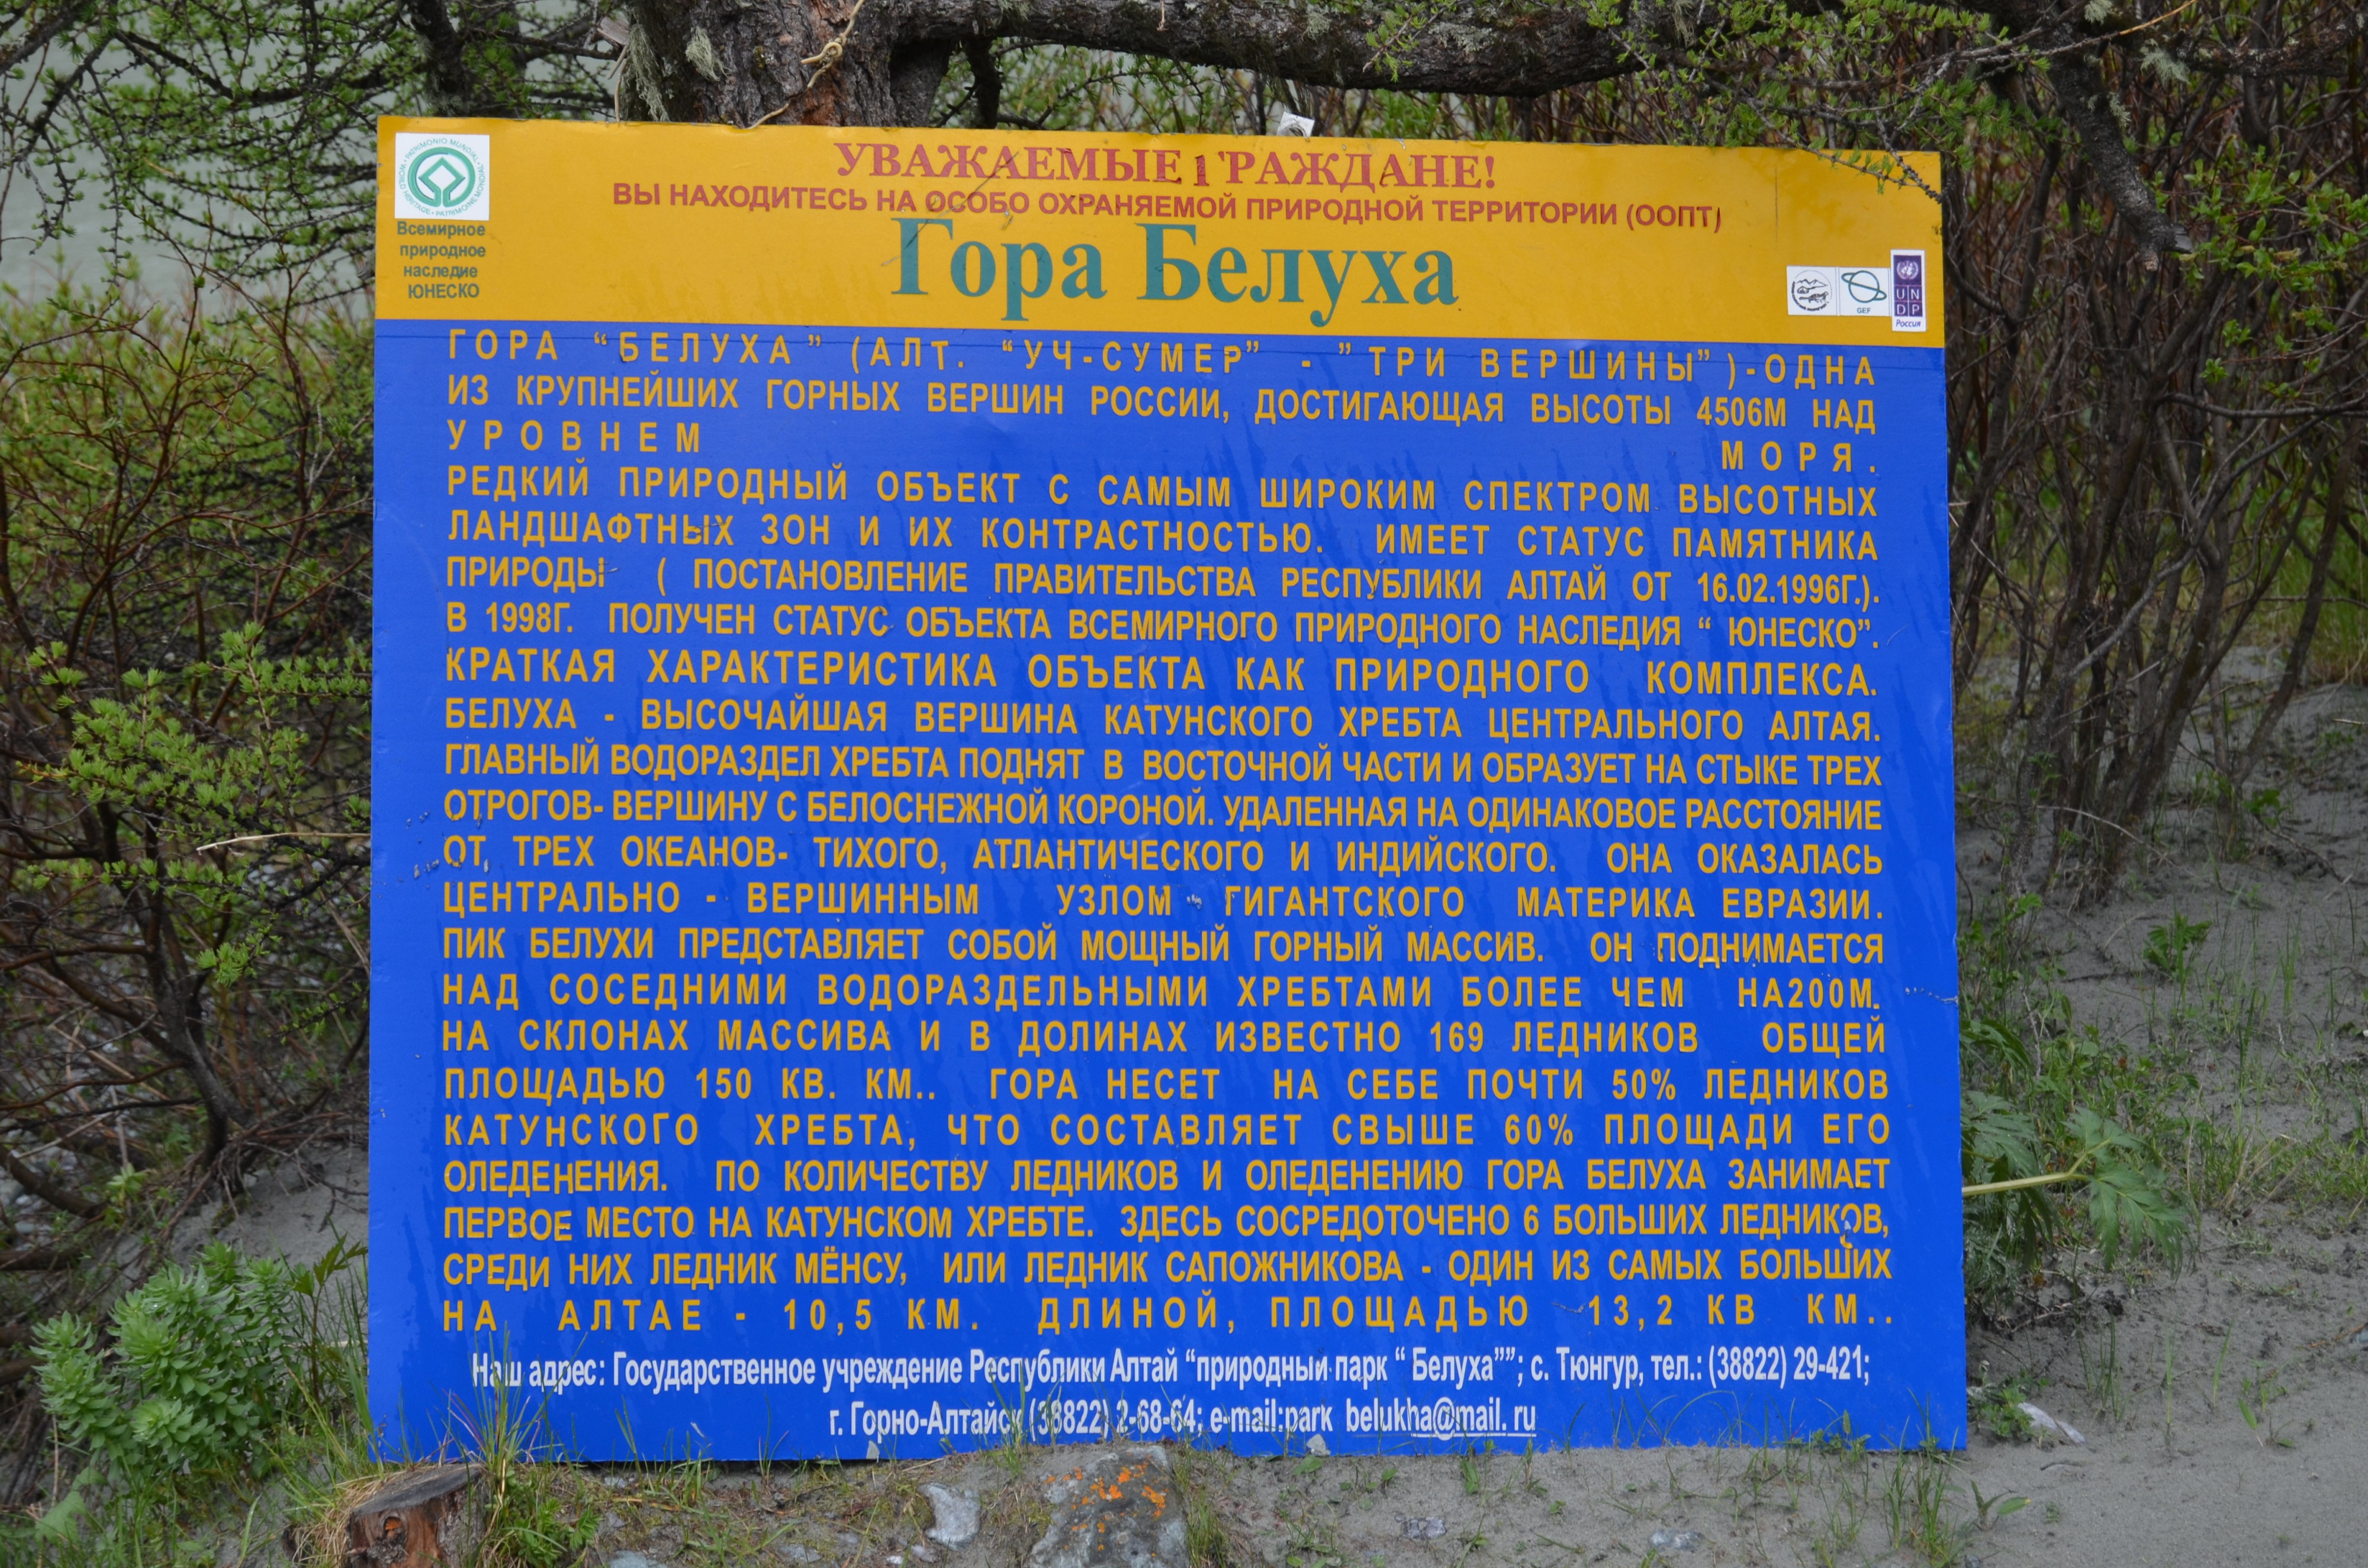 УВАЖАЕМЫЕ ГРАЖДАНЕ!
ВЫ НАХОДИТЕСЬ НА ОСОБО ОХРАНЯЕМОЙ ПРИРОДНОЙ ТЕРРИТОРИИ (ООПТ)
Гора Белуха
WORLD HERITAGE • PATRIMOINE MONDIAL • PATRIMONIO MUNDIAL
Всемирное
природное
наследие
ЮНЕСКО
GEF
UN
DP
Россия
ГОРА "БЕЛУХА" (АЛТ. "УЧ-СУМЕР" - "ТРИ ВЕРШИНЫ")-ОДНА
ИЗ КРУПНЕЙШИХ ГОРНЫХ ВЕРШИН РОССИИ, ДОСТИГАЮЩАЯ ВЫСОТЫ 4506М НАД
УРОВНЕМ МОРЯ.
РЕДКИЙ ПРИРОДНЫЙ ОБЪЕКТ С САМЫМ ШИРОКИМ СПЕКТРОМ ВЫСОТНЫХ
ЛАНДШАФТНЫХ ЗОН И ИХ КОНТРАСТНОСТЬЮ. ИМЕЕТ СТАТУС ПАМЯТНИКА
ПРИРОДЫ ( ПОСТАНОВЛЕНИЕ ПРАВИТЕЛЬСТВА РЕСПУБЛИКИ АЛТАЙ ОТ 16.02.1996Г.).
В 1998Г. ПОЛУЧЕН СТАТУС ОБЪЕКТА ВСЕМИРНОГО ПРИРОДНОГО НАСЛЕДИЯ " ЮНЕСКО".
КРАТКАЯ ХАРАКТЕРИСТИКА ОБЪЕКТА КАК ПРИРОДНОГО КОМПЛЕКСА.
БЕЛУХА - ВЫСОЧАЙШАЯ ВЕРШИНА КАТУНСКОГО ХРЕБТА ЦЕНТРАЛЬНОГО АЛТАЯ.
ГЛАВНЫЙ ВОДОРАЗДЕЛ ХРЕБТА ПОДНЯТ В ВОСТОЧНОЙ ЧАСТИ И ОБРАЗУЕТ НА СТЫКЕ ТРЕХ
ОТРОГОВ- ВЕРШИНУ С БЕЛОСНЕЖНОЙ КОРОНОЙ. УДАЛЕННАЯ НА ОДИНАКОВОЕ РАССТОЯНИЕ
ОТ ТРЕХ ОКЕАНОВ- ТИХОГО, АТЛАНТИЧЕСКОГО И ИНДИЙСКОГО. ОНА ОКАЗАЛАСЬ
ЦЕНТРАЛЬНО - ВЕРШИННЫМ УЗЛОМ ГИГАНТСКОГО МАТЕРИКА ЕВРАЗИИ.
ПИК БЕЛУХИ ПРЕДСТАВЛЯЕТ СОБОЙ МОЩНЫЙ ГОРНЫЙ МАССИВ. ОН ПОДНИМАЕТСЯ
НАД СОСЕДНИМИ ВОДОРАЗДЕЛЬНЫМИ ХРЕБТАМИ БОЛЕЕ ЧЕМ НА200М.
НА СКЛОНАХ МАССИВА И В ДОЛИНАХ ИЗВЕСТНО 169 ЛЕДНИКОВ ОБЩЕЙ
ПЛОЩАДЬЮ 150 КВ. КМ.. ГОРА НЕСЕТ НА СЕБЕ ПОЧТИ 50% ЛЕДНИКОВ
КАТУНСКОГО ХРЕБТА, ЧТО СОСТАВЛЯЕТ СВЫШЕ 60% ПЛОЩАДИ ЕГО
ОЛЕДЕНЕНИЯ. ПО КОЛИЧЕСТВУ ЛЕДНИКОВ И ОЛЕДЕНЕНИЮ ГОРА БЕЛУХА ЗАНИМАЕТ
ПЕРВОЕ МЕСТО НА КАТУНСКОМ ХРЕБТЕ. ЗДЕСЬ СОСРЕДОТОЧЕНО 6 БОЛЬШИХ ЛЕДНИКОВ,
СРЕДИ НИХ ЛЕДНИК МЁНСУ, ИЛИ ЛЕДНИК САПОЖНИКОВА - ОДИН ИЗ САМЫХ БОЛЬШИХ
НА АЛТАЕ - 10,5 КМ. ДЛИНОЙ, ПЛОЩАДЬЮ 13,2 КВ КМ..
Наш адрес: Государственное учреждение Республики Алтай "природный парк " Белуха""; с. Тюнгур, тел.: (38822) 29-421;
г. Горно-Алтайск (38822) 2-68-64; e-mail:park belukha@mail. ru